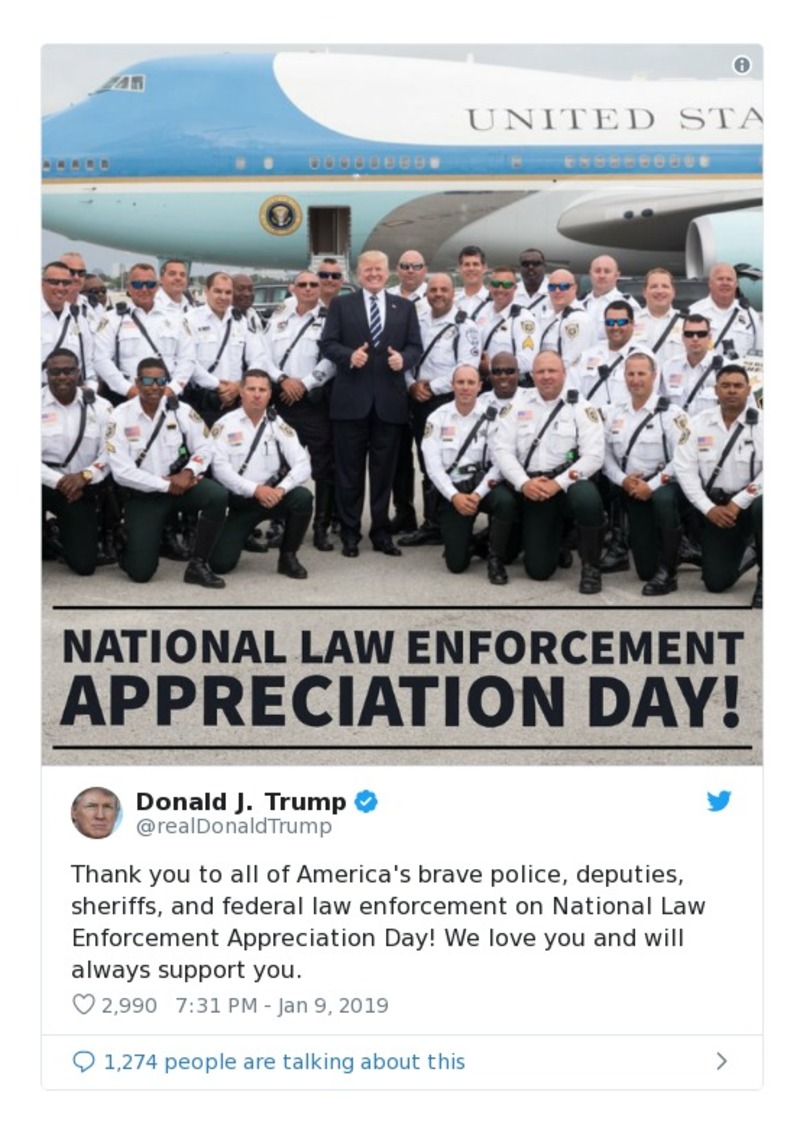 UNITED STA
NATIONAL LAW ENFORCEMENT
APPRECIATION DAY!
Donald J. Trump
@realDonaldTrump
Thank you to all of America's brave police, deputies,
sheriffs, and federal law enforcement on National Law
Enforcement Appreciation Day! We love you and will
always support you.
2,990 7:31 PM - Jan 9, 2019
1,274 people are talking about this